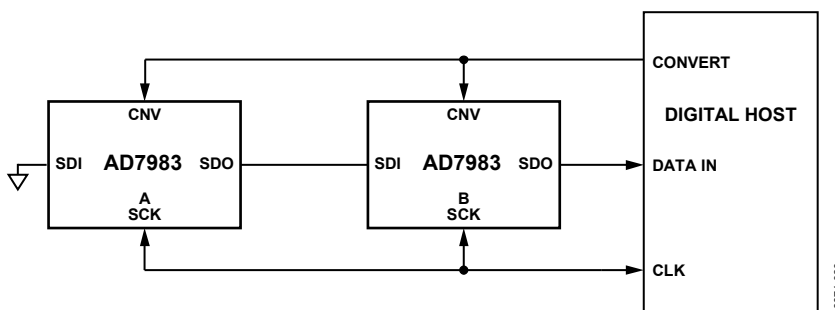 CONVERT
CNV
CNV
DIGITAL HOST
SDI AD7983 SDO
SDI AD7983 SDO
DATA IN
A
SCK
B
SCK
CLK